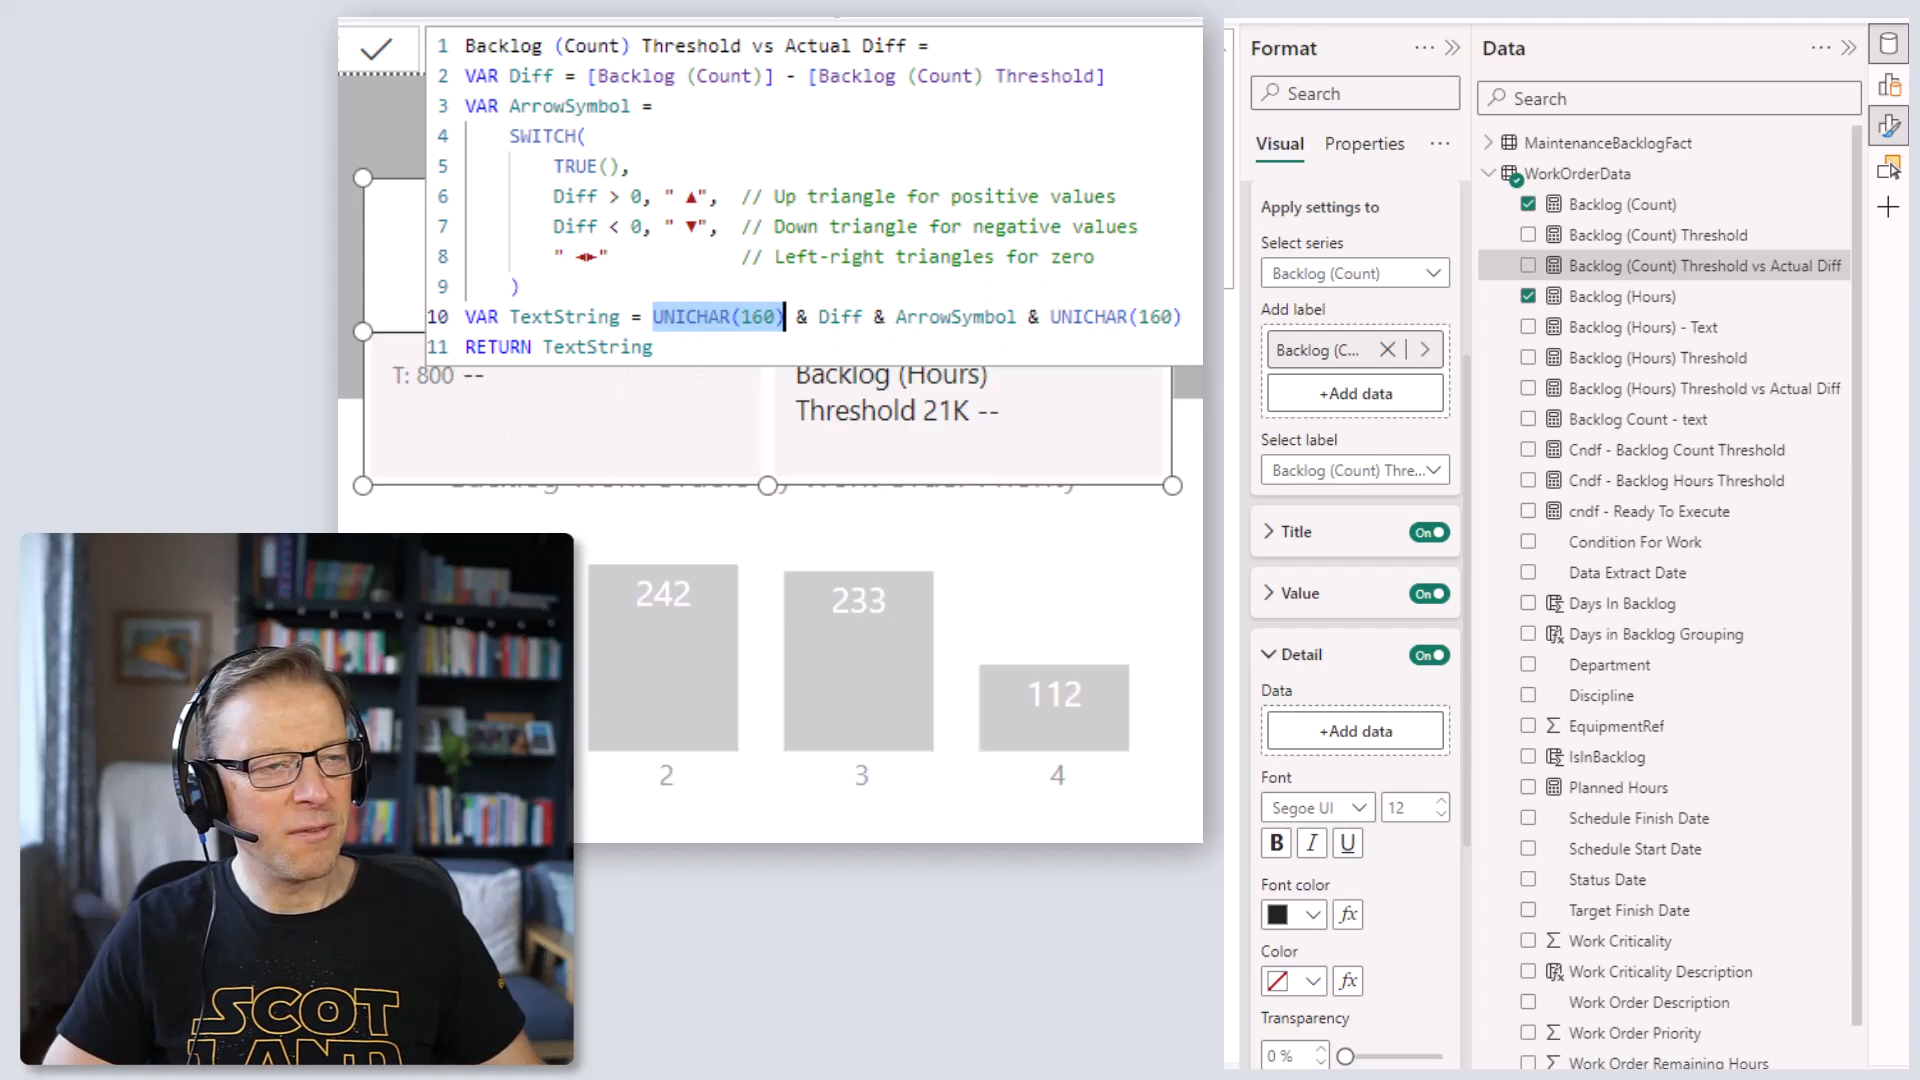 1 Backlog (Count) Threshold vs Actual Diff =
2 VAR Diff = [Backlog (Count)] - [Backlog (Count) Threshold]
3 VAR ArrowSymbol =
4 SWITCH(
5 TRUE(),
6 Diff > 0, " ▲", // Up triangle for positive values
7 Diff < 0, " ▼", // Down triangle for negative values
8 " ◄►" // Left-right triangles for zero
9 )
10 VAR TextString = UNICHAR(160) & Diff & ArrowSymbol & UNICHAR(160)
11 RETURN TextString
T: 800 --
Backlog (Hours)
Threshold 21K --
242
233
112
2
3
4
SCOT
LAND
Format
Search
Visual
Properties
Apply settings to
Select series
Backlog (Count)
Add label
Backlog (C...
+Add data
Select label
Backlog (Count) Thre...
Title
On
Value
On
Detail
On
Data
+Add data
Font
Segoe UI
12
B I U
Font color
fx
Color
fx
Transparency
0 %
Data
Search
MaintenanceBacklogFact
WorkOrderData
Backlog (Count)
Backlog (Count) Threshold
Backlog (Count) Threshold vs Actual Diff
Backlog (Hours)
Backlog (Hours) - Text
Backlog (Hours) Threshold
Backlog (Hours) Threshold vs Actual Diff
Backlog Count - text
Cndf - Backlog Count Threshold
Cndf - Backlog Hours Threshold
cndf - Ready To Execute
Condition For Work
Data Extract Date
Days In Backlog
Days in Backlog Grouping
Department
Discipline
EquipmentRef
IsInBacklog
Planned Hours
Schedule Finish Date
Schedule Start Date
Status Date
Target Finish Date
Work Criticality
Work Criticality Description
Work Order Description
Work Order Priority
Work Order Remaining Hours